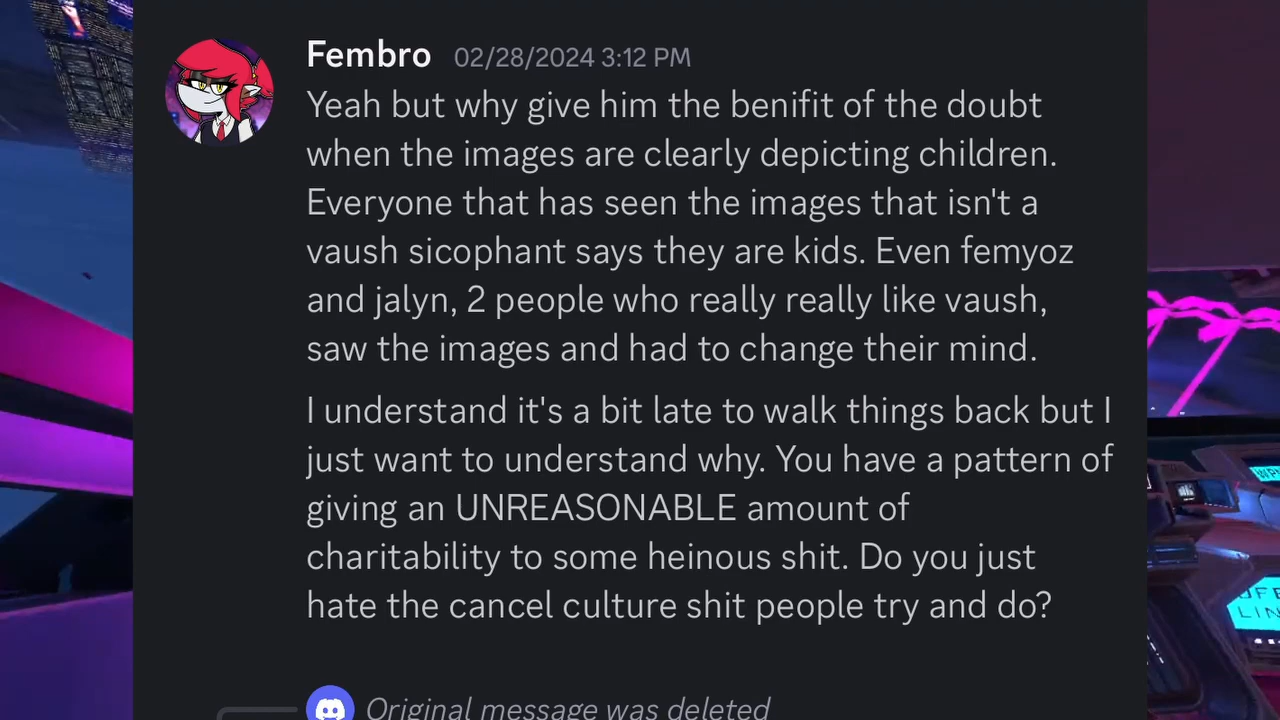 Fembro 02/28/2024 3:12 PM
Yeah but why give him the benifit of the doubt
when the images are clearly depicting children.
Everyone that has seen the images that isn't a
vaush sicophant says they are kids. Even femyoz
and jalyn, 2 people who really really like vaush,
saw the images and had to change their mind.
I understand it's a bit late to walk things back but I
just want to understand why. You have a pattern of
giving an UNREASONABLE amount of
charitability to some heinous shit. Do you just
hate the cancel culture shit people try and do?
Original message was deleted